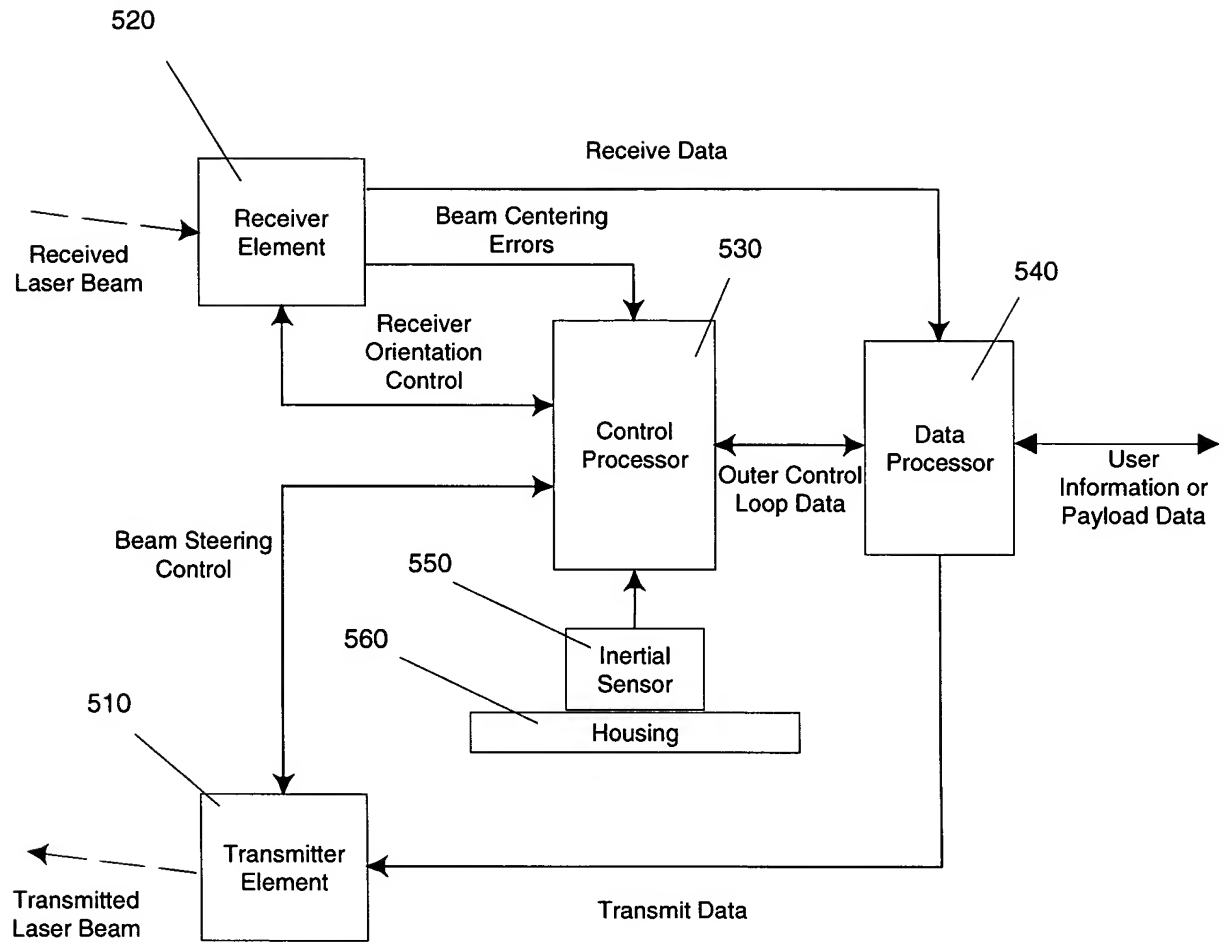 520
Receive Data
Receiver
Element
Beam Centering
Errors
Received
Laser Beam
530
540
Receiver
Orientation
Control
Control
Processor
Data
Processor
Outer Control
Loop Data
User
Information or
Payload Data
Beam Steering
Control
550
560
Inertial
Sensor
Housing
510
Transmitter
Element
Transmitted
Laser Beam
Transmit Data